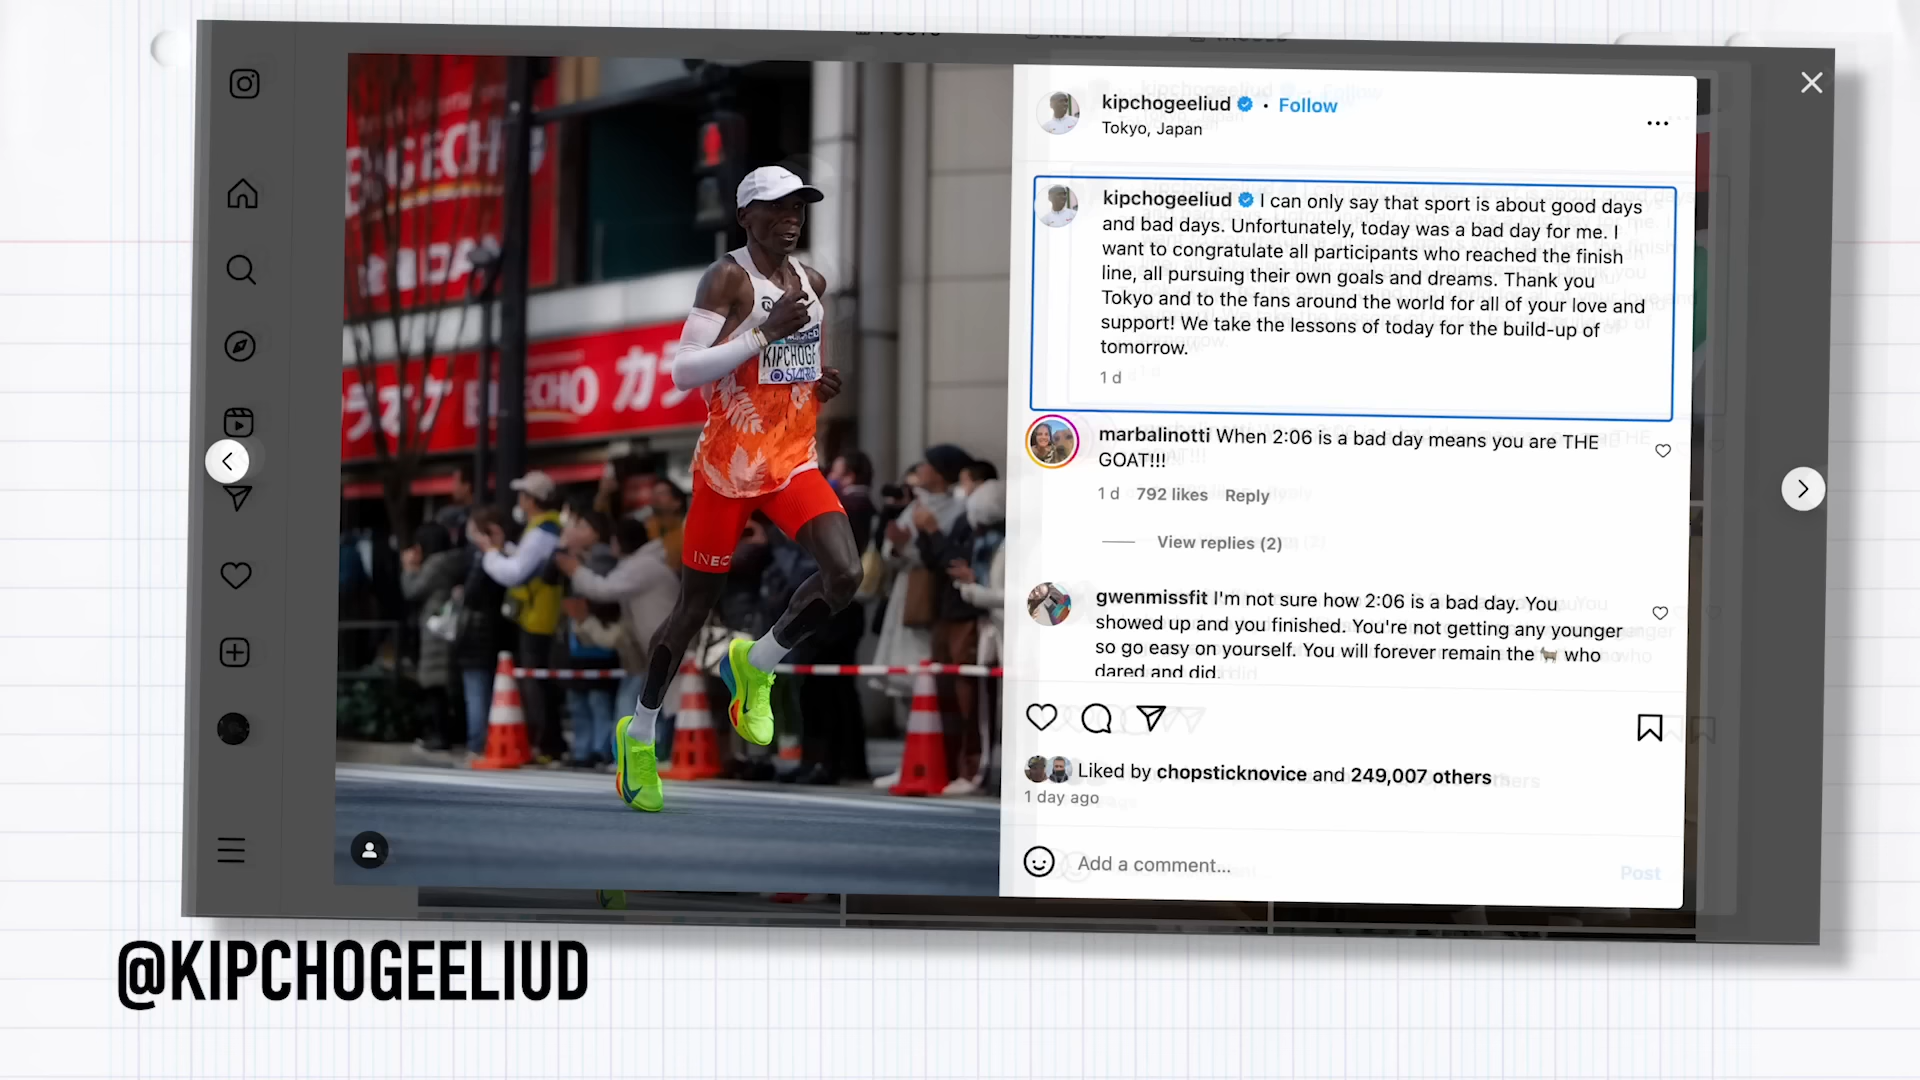 kipchogeeliud • Follow
Tokyo, Japan
kipchogeeliud I can only say that sport is about good days
and bad days. Unfortunately, today was a bad day for me. I
want to congratulate all participants who reached the finish
line, all pursuing their own goals and dreams. Thank you
Tokyo and to the fans around the world for all of your love and
support! We take the lessons of today for the build-up of
tomorrow.
1 d
marbalinotti When 2:06 is a bad day means you are THE
GOAT!!!
1 d 792 likes Reply
View replies (2)
gwenmissfit I'm not sure how 2:06 is a bad day. You
showed up and you finished. You're not getting any younger
so go easy on yourself. You will forever remain the 🐐 who
dared and did.
Liked by chopsticknovice and 249,007 others
1 day ago
Add a comment...
Post
KIPCHOGE
@KIPCHOGEELIUD